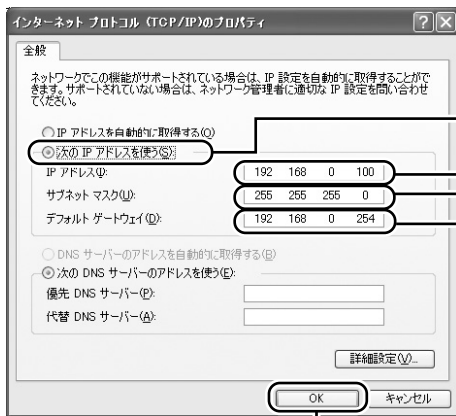 インターネット プロトコル (TCP/IP)のプロパティ
全般
ネットワークでこの機能がサポートされている場合は、IP 設定を自動的に取得することがで
きます。サポートされていない場合は、ネットワーク管理者に適切な IP 設定を問い合わせ
てください。
IP アドレスを自動的に取得する(O)
次の IP アドレスを使う(S):
IP アドレス(I): 192 168 0 100
サブネット マスク(U): 255 255 255 0
デフォルト ゲートウェイ(D): 192 168 0 254
DNS サーバーのアドレスを自動的に取得する(B)
次の DNS サーバーのアドレスを使う(E):
優先 DNS サーバー(P):
代替 DNS サーバー(A):
詳細設定(V)...
OK キャンセル